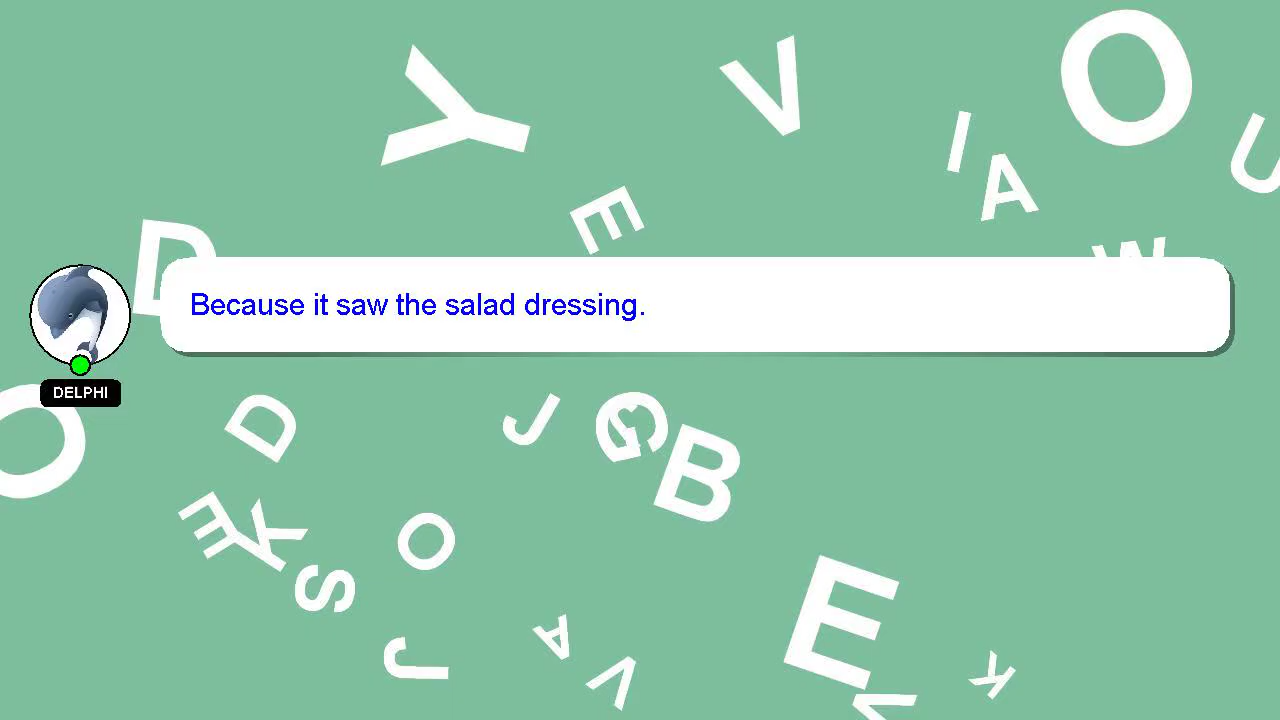 Y
V
O
I
A
U
E
D
W
Because it saw the salad dressing.
DELPHI
O
D
J
G
B
E
K
O
S
J
A
V
E
K
V